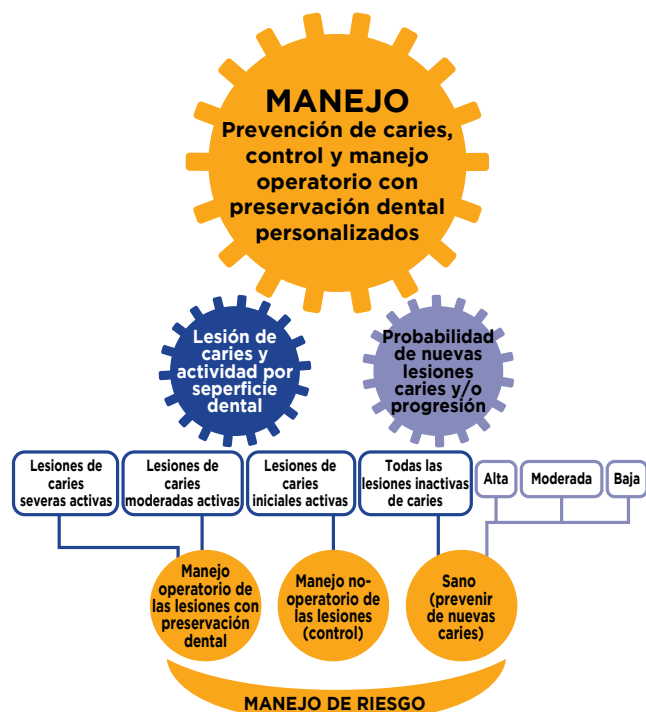 MANEJO
Prevención de caries,
control y manejo
operatorio con
preservación dental
personalizados
Lesión de
caries y
actividad por
seperficie
dental
Probabilidad
de nuevas
lesiones
caries y/o
progresión
Lesiones de
caries
severas activas
Lesiones de
caries
moderadas activas
Lesiones de
caries
iniciales activas
Todas las
lesiones inactivas
de caries
Alta
Moderada
Baja
Manejo
operatorio de
las lesiones con
preservación
dental
Manejo no-
operatorio de
las lesiones
(control)
Sano
(prevenir
de nuevas
caries)
MANEJO DE RIESGO